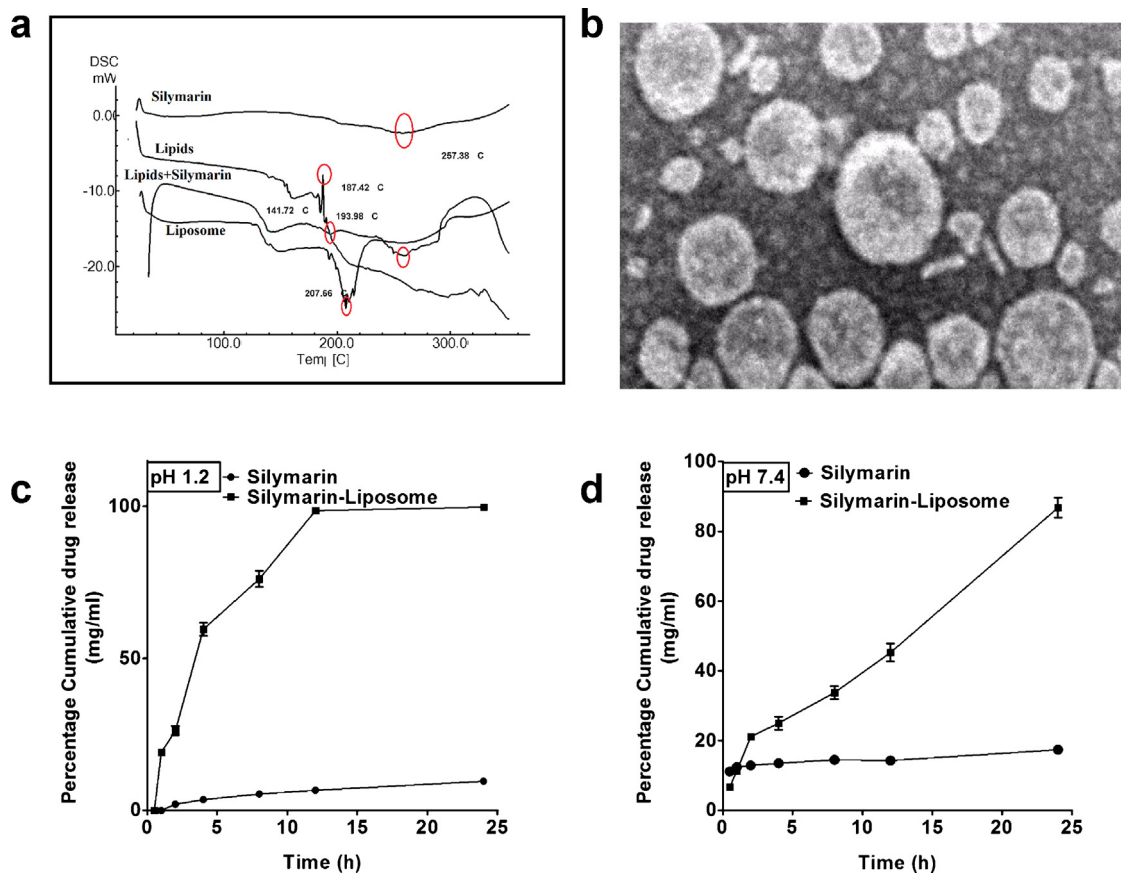 a
DSC
mW
0.00
-10.0
-20.0
Silymarin
Lipids
Lipids+Silymarin
Liposome
257.38 C
187.42 C
141.72 C
193.98 C
207.66 C
100.0
200.0
300.0
[C]
b
c
pH 1.2
Silymarin
Silymarin-Liposome
Percentage Cumulative drug release
(mg/ml)
100
50
0
0 5 10 15 20 25
Time (h)
d
pH 7.4
Silymarin
Silymarin-Liposome
Percentage Cumulative drug release
(mg/ml)
100
80
60
40
20
0
0 5 10 15 20 25
Time (h)